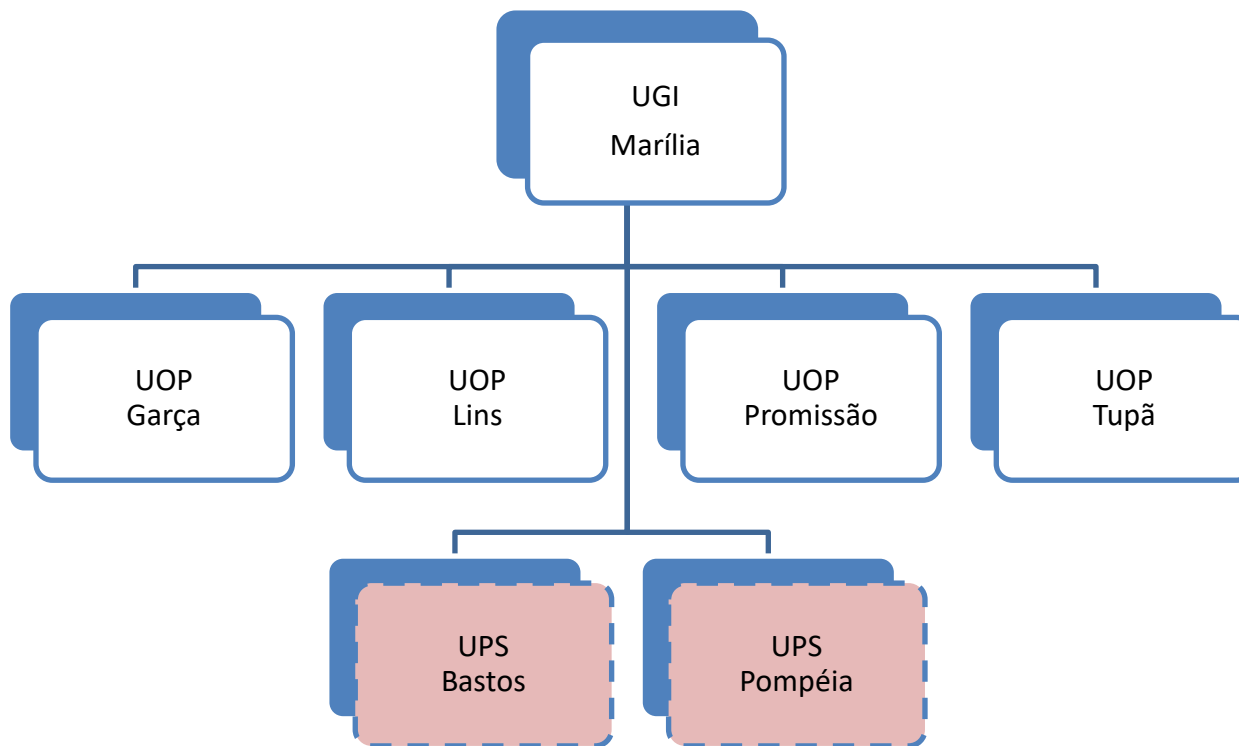 UGI
Marília
UOP
Garça
UOP
Lins
UOP
Promissão
UOP
Tupã
UPS
Bastos
UPS
Pompéia